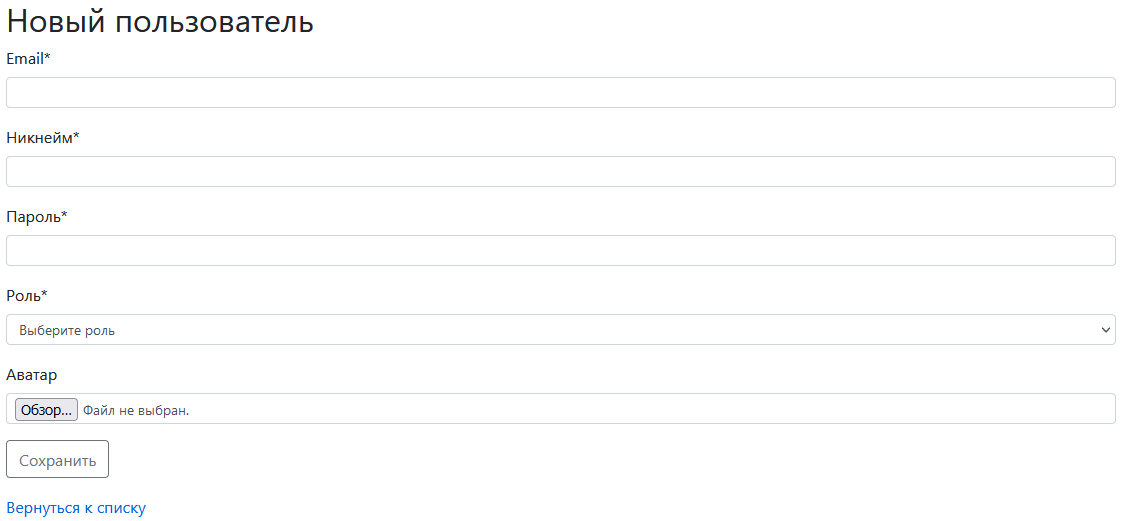 Новый пользователь
Email*
Никнейм*
Пароль*
Роль*
Выберите роль
Аватар
Обзор... Файл не выбран.
Сохранить
Вернуться к списку